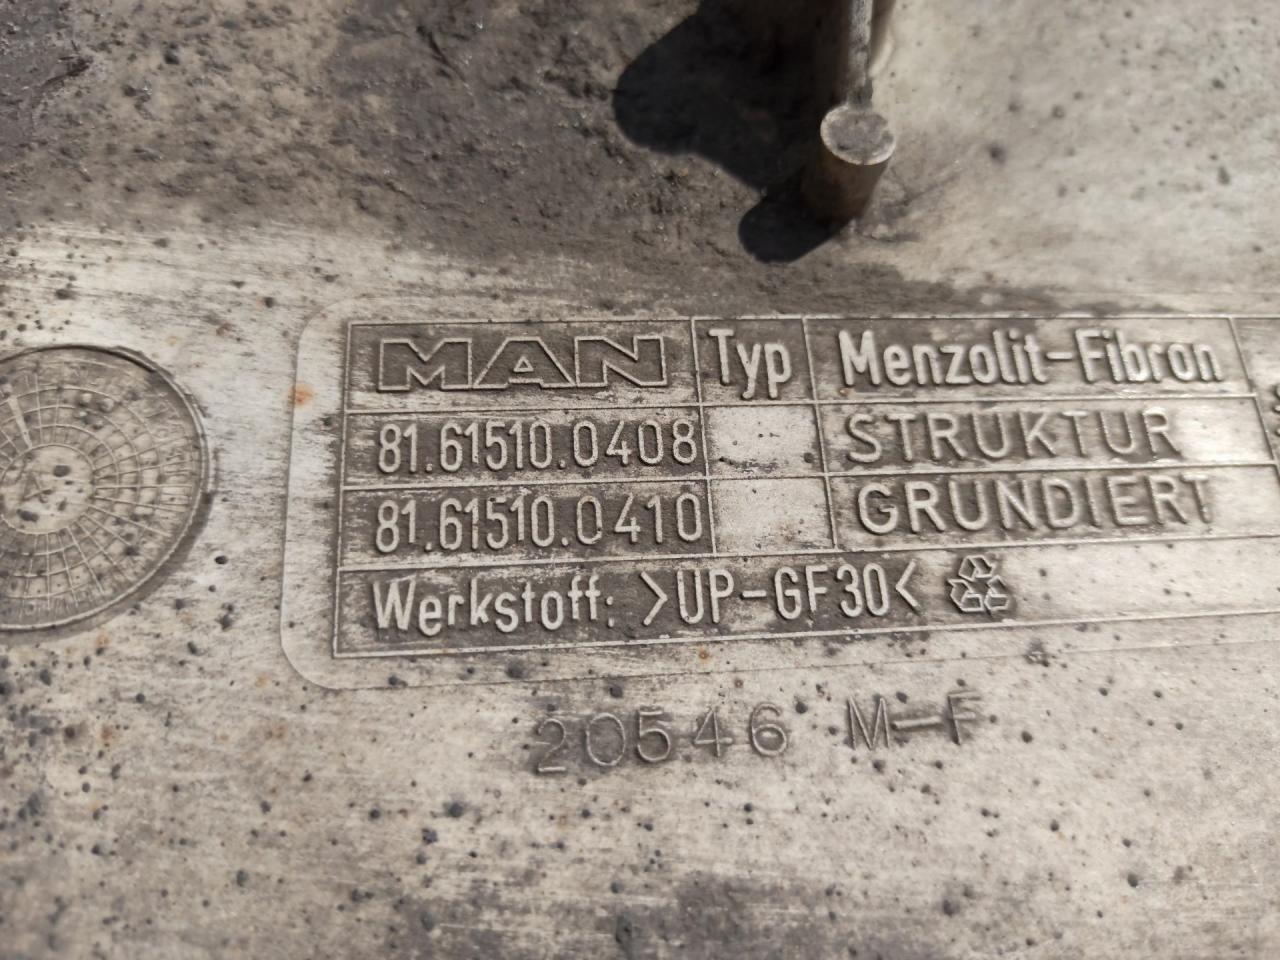 MAN Typ Menzolit-Fibron
81.61510.0408 STRUKTUR
81.61510.0410 GRUNDIERT
Werkstoff: >UP-GF30<
20546 M-F